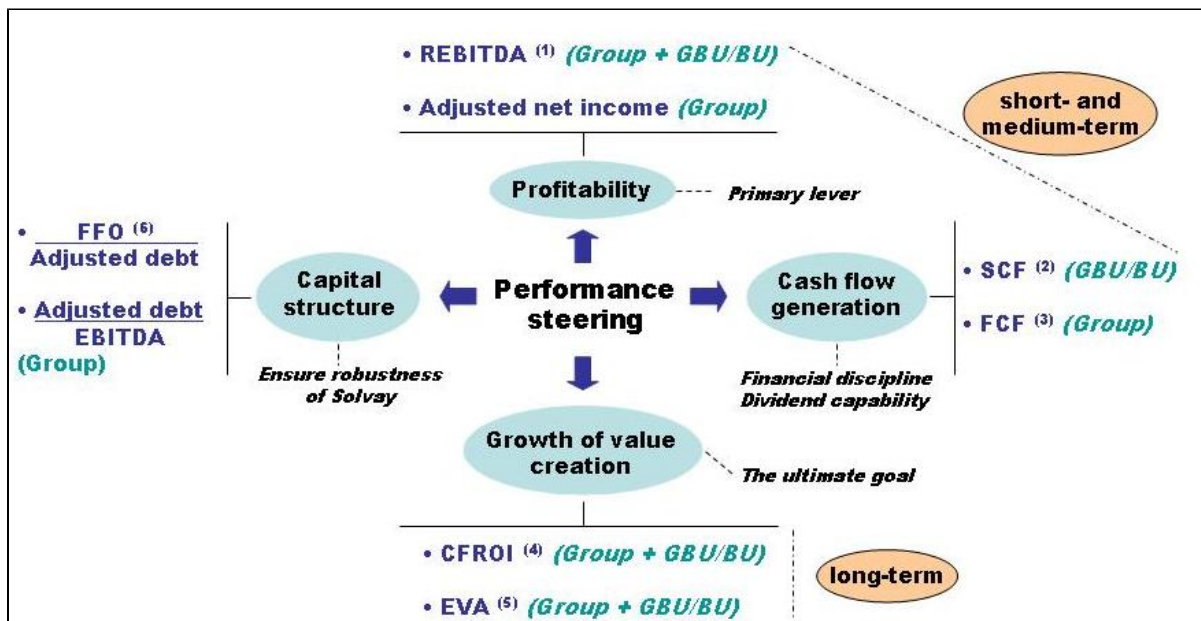 • REBITDA (1) (Group + GBU/BU)
• Adjusted net income (Group)
short- and
medium-term
Profitability
Primary lever
• FFO (6)
Adjusted debt
• Adjusted debt/
EBITDA
(Group)
Capital
structure
Ensure robustness
of Solvay
Performance
steering
Cash flow
generation
Financial discipline
Dividend capability
• SCF (2) (GBU/BU)
• FCF (3) (Group)
Growth of value
creation
The ultimate goal
• CFROI (4) (Group + GBU/BU)
• EVA (5) (Group + GBU/BU)
long-term